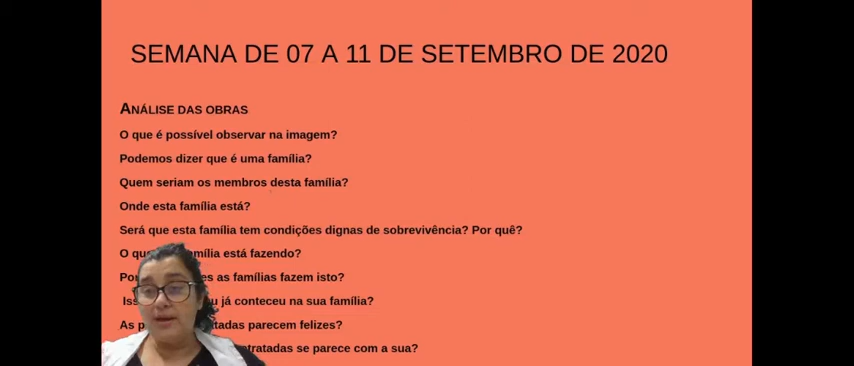 SEMANA DE 07 A 11 DE SETEMBRO DE 2020
ANÁLISE DAS OBRAS
O que é possível observar na imagem?
Podemos dizer que é uma família?
Quem seriam os membros desta família?
Onde esta família está?
Será que esta família tem condições dignas de sobrevivência? Por quê?
O que família está fazendo?
as famílias fazem isto?
já conteceu na sua família?
As parecem felizes?
se parece com a sua?